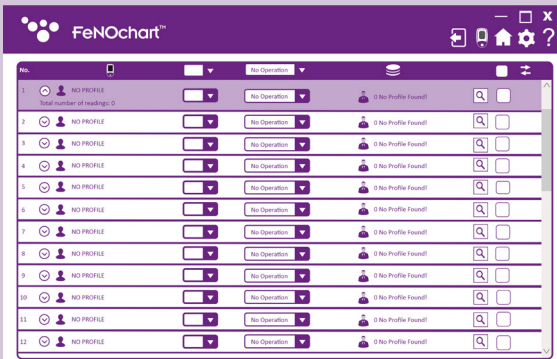 FeNOchart™
X
?
No. No Operation
1 NO PROFILE No Operation 0 No Profile Found!
Total number of readings: 0
2 NO PROFILE No Operation 0 No Profile Found!
3 NO PROFILE No Operation 0 No Profile Found!
4 NO PROFILE No Operation 0 No Profile Found!
5 NO PROFILE No Operation 0 No Profile Found!
6 NO PROFILE No Operation 0 No Profile Found!
7 NO PROFILE No Operation 0 No Profile Found!
8 NO PROFILE No Operation 0 No Profile Found!
9 NO PROFILE No Operation 0 No Profile Found!
10 NO PROFILE No Operation 0 No Profile Found!
11 NO PROFILE No Operation 0 No Profile Found!
12 NO PROFILE No Operation 0 No Profile Found!